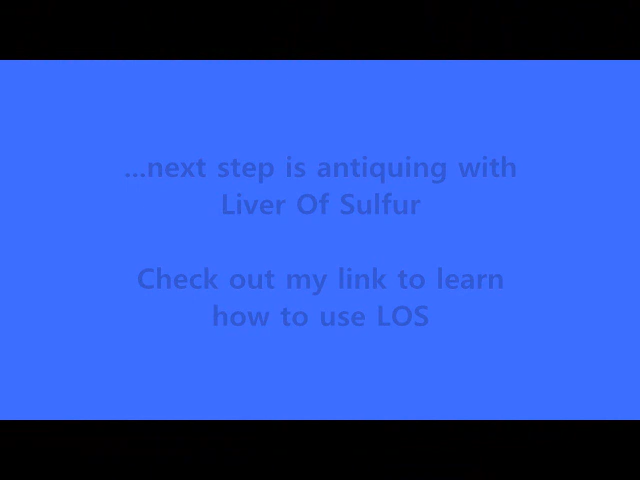 ...next step is antiquing with
Liver Of Sulfur
Check out my link to learn
how to use LOS